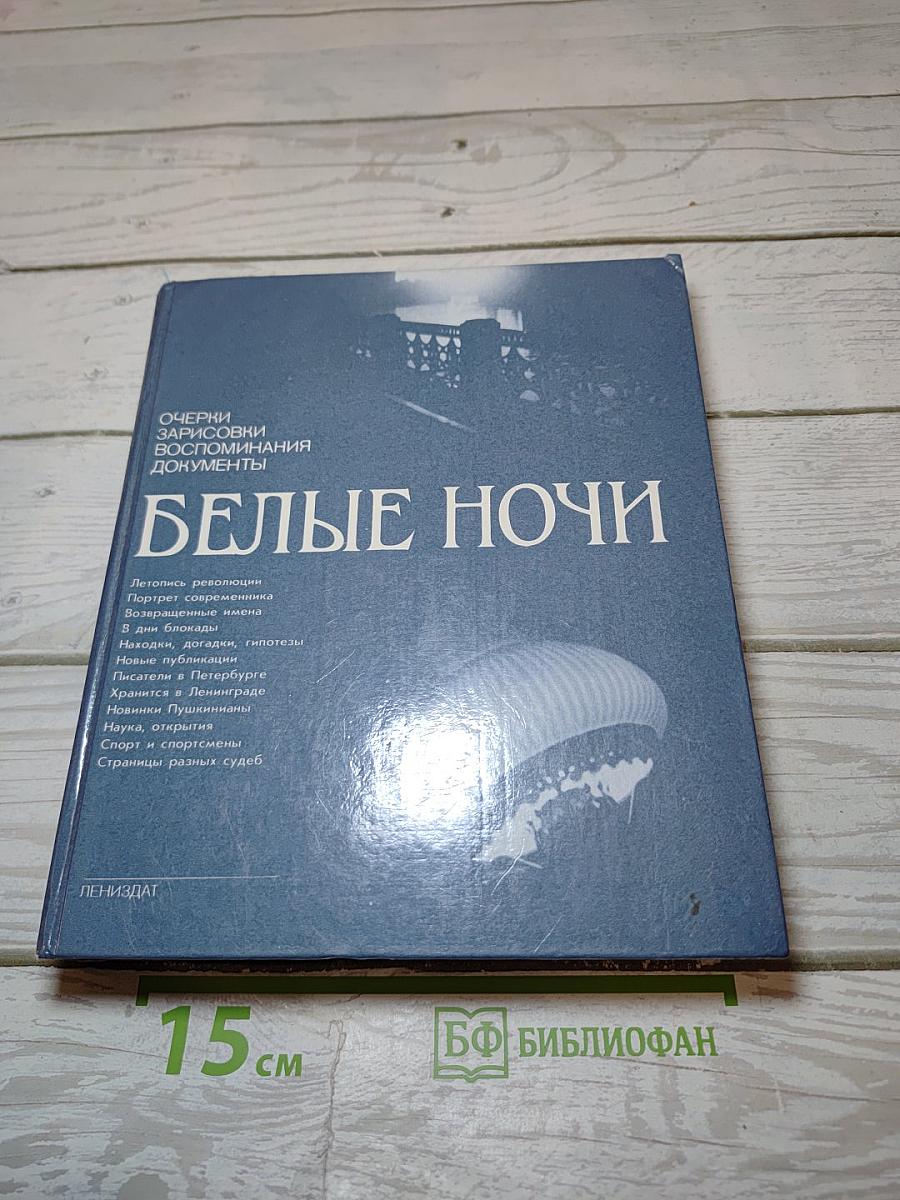 ОЧЕРКИ
ЗАРИСОВКИ
ВОСПОМИНАНИЯ
ДОКУМЕНТЫ
БЕЛЫЕ НОЧИ
Летопись революции
Портрет современника
Возвращенные имена
В дни блокады
Находки, догадки, гипотезы
Новые публикации
Писатели в Петербурге
Хранится в Ленинграде
Новинки Пушкинианы
Наука, открытия
Спорт и спортсмены
Страницы разных судеб
ЛЕНИЗДАТ
15 см
БФ БИБЛИОФАН